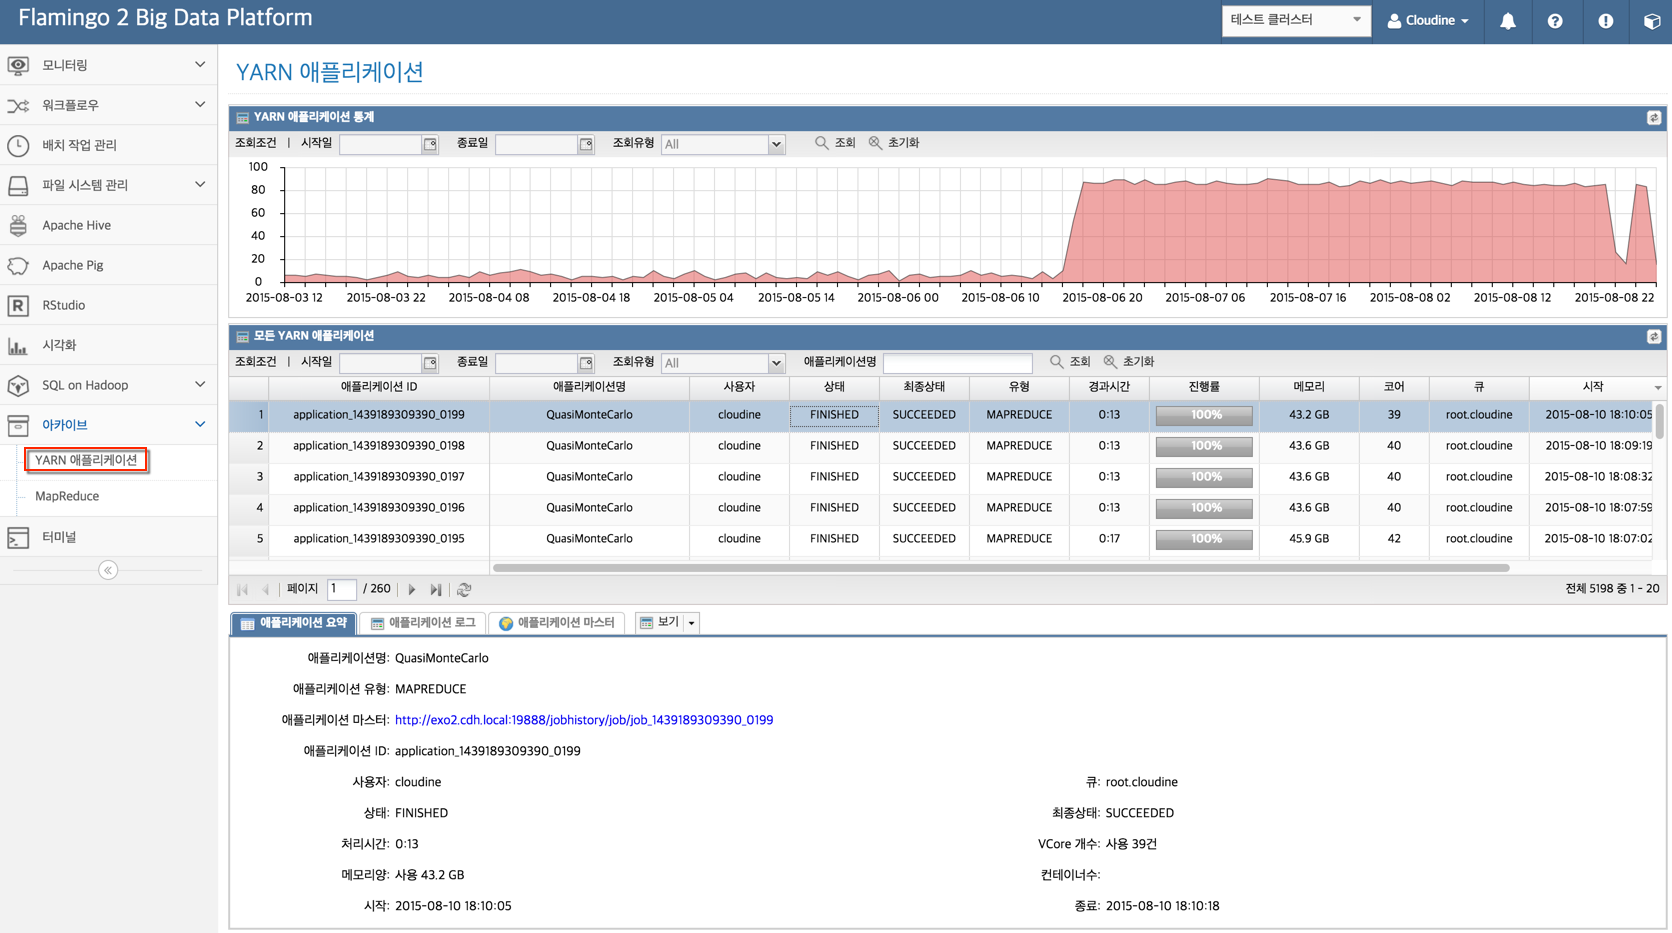 Flamingo 2 Big Data Platform
테스트 클러스터
Cloudine
모니터링
워크플로우
배치 작업 관리
파일 시스템 관리
Apache Hive
Apache Pig
RStudio
시각화
SQL on Hadoop
아카이브
YARN 애플리케이션
MapReduce
터미널
YARN 애플리케이션
YARN 애플리케이션 통계
조회조건 | 시작일 종료일 조회유형 All 조회 초기화
100
80
60
40
20
0
2015-08-03 12 2015-08-03 22 2015-08-04 08 2015-08-04 18 2015-08-05 04 2015-08-05 14 2015-08-06 00 2015-08-06 10 2015-08-06 20 2015-08-07 06 2015-08-07 16 2015-08-08 02 2015-08-08 12 2015-08-08 22
모든 YARN 애플리케이션
조회조건 | 시작일 종료일 조회유형 All 애플리케이션명 조회 초기화
애플리케이션 ID 애플리케이션명 사용자 상태 최종상태 유형 경과시간 진행률 메모리 코어 큐 시작
1 application_1439189309390_0199 QuasiMonteCarlo cloudine FINISHED SUCCEEDED MAPREDUCE 0:13 100% 43.2 GB 39 root.cloudine 2015-08-10 18:10:05
2 application_1439189309390_0198 QuasiMonteCarlo cloudine FINISHED SUCCEEDED MAPREDUCE 0:13 100% 43.6 GB 40 root.cloudine 2015-08-10 18:09:19
3 application_1439189309390_0197 QuasiMonteCarlo cloudine FINISHED SUCCEEDED MAPREDUCE 0:13 100% 43.6 GB 40 root.cloudine 2015-08-10 18:08:32
4 application_1439189309390_0196 QuasiMonteCarlo cloudine FINISHED SUCCEEDED MAPREDUCE 0:13 100% 43.6 GB 40 root.cloudine 2015-08-10 18:07:59
5 application_1439189309390_0195 QuasiMonteCarlo cloudine FINISHED SUCCEEDED MAPREDUCE 0:17 100% 45.9 GB 42 root.cloudine 2015-08-10 18:07:02
페이지 1 / 260 전체 5198 중 1 - 20
애플리케이션 요약 애플리케이션 로그 애플리케이션 마스터 보기
애플리케이션명: QuasiMonteCarlo
애플리케이션 유형: MAPREDUCE
애플리케이션 마스터: http://exo2.cdh.local:19888/jobhistory/job/job_1439189309390_0199
애플리케이션 ID: application_1439189309390_0199
사용자: cloudine 큐: root.cloudine
상태: FINISHED 최종상태: SUCCEEDED
처리시간: 0:13 VCore 개수: 사용 39건
메모리양: 사용 43.2 GB 컨테이너수:
시작: 2015-08-10 18:10:05 종료: 2015-08-10 18:10:18